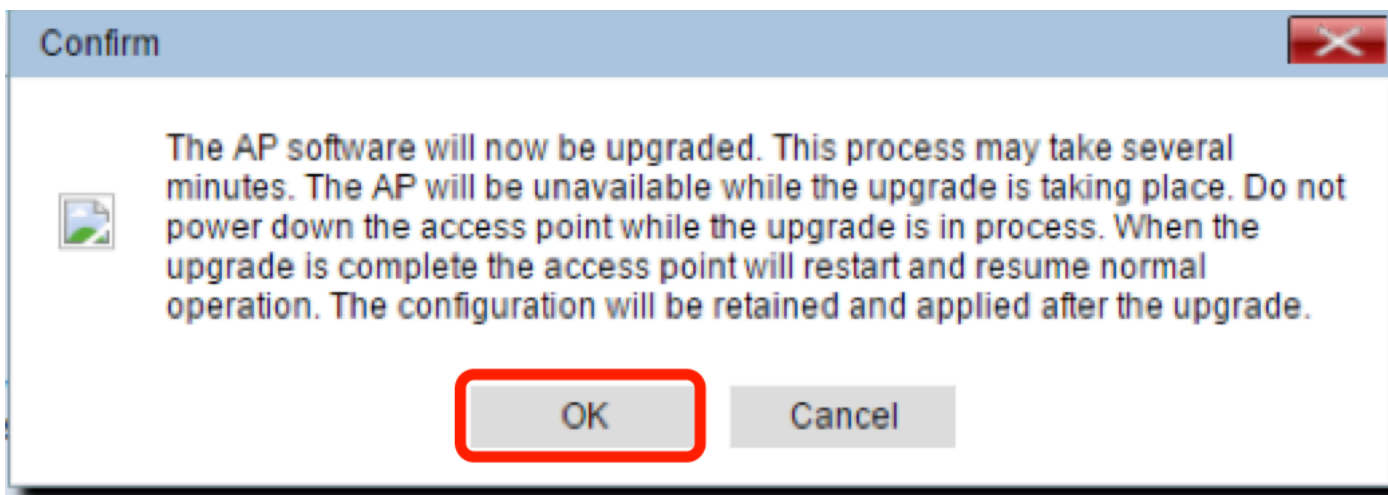 Confirm
The AP software will now be upgraded. This process may take several
minutes. The AP will be unavailable while the upgrade is taking place. Do not
power down the access point while the upgrade is in process. When the
upgrade is complete the access point will restart and resume normal
operation. The configuration will be retained and applied after the upgrade.
OK
Cancel